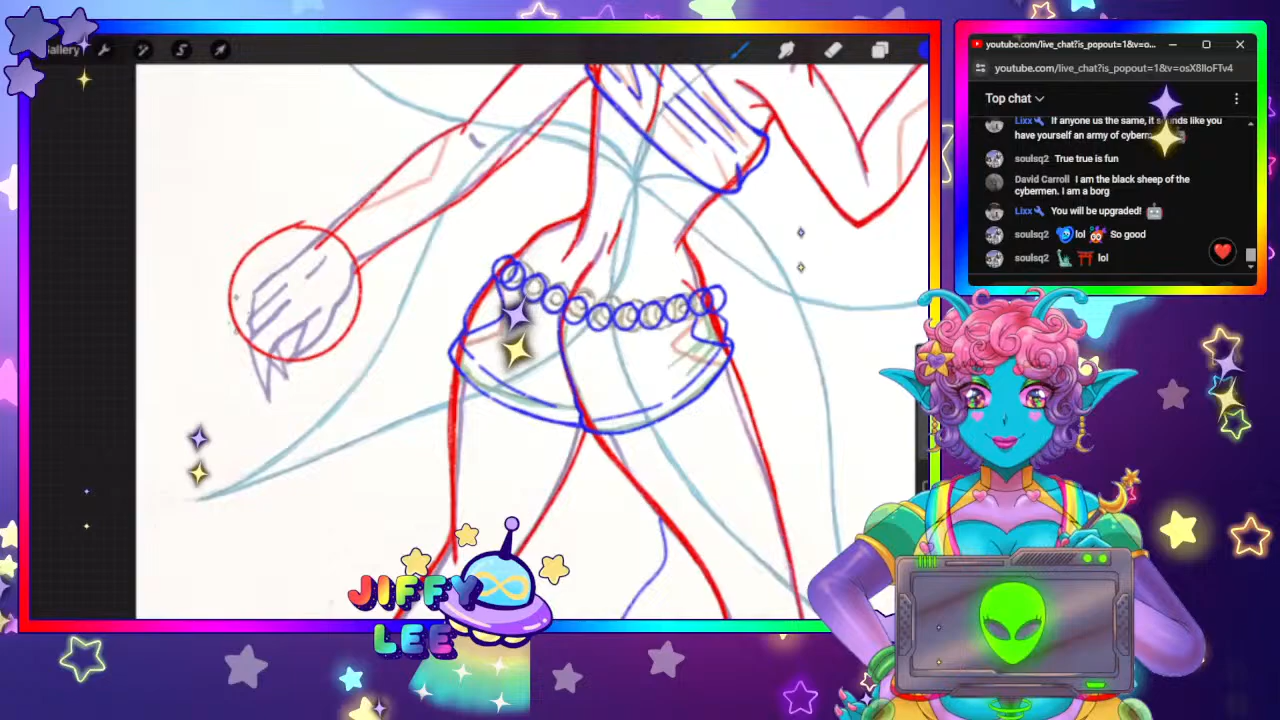 allery
youtube.com/live_chat?is_popout=1&v=o...
youtube.com/live_chat?is_popout=1&v=osX8IIoFTv4
Top chat
Lixx If anyone us the same, it sounds like you
have yourself an army of cyberm
soulsq2 True true is fun
David Carroll I am the black sheep of the
cybermen. I am a borg
Lixx You will be upgraded! 🤖
soulsq2 lol So good
soulsq2 🗽 ⛩️ lol
JIFFY
LEE